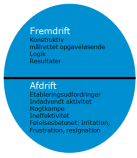 Fremdrift
Konstruktiv
målrettet opgaveløsende
Logik
Resultater
Afdrift
Etableringsudfordringer
Indadvendt aktivitet
Magtkampe
Ineffektivitet
Følelsesbetonet: Irritation,
Frustration, resignation